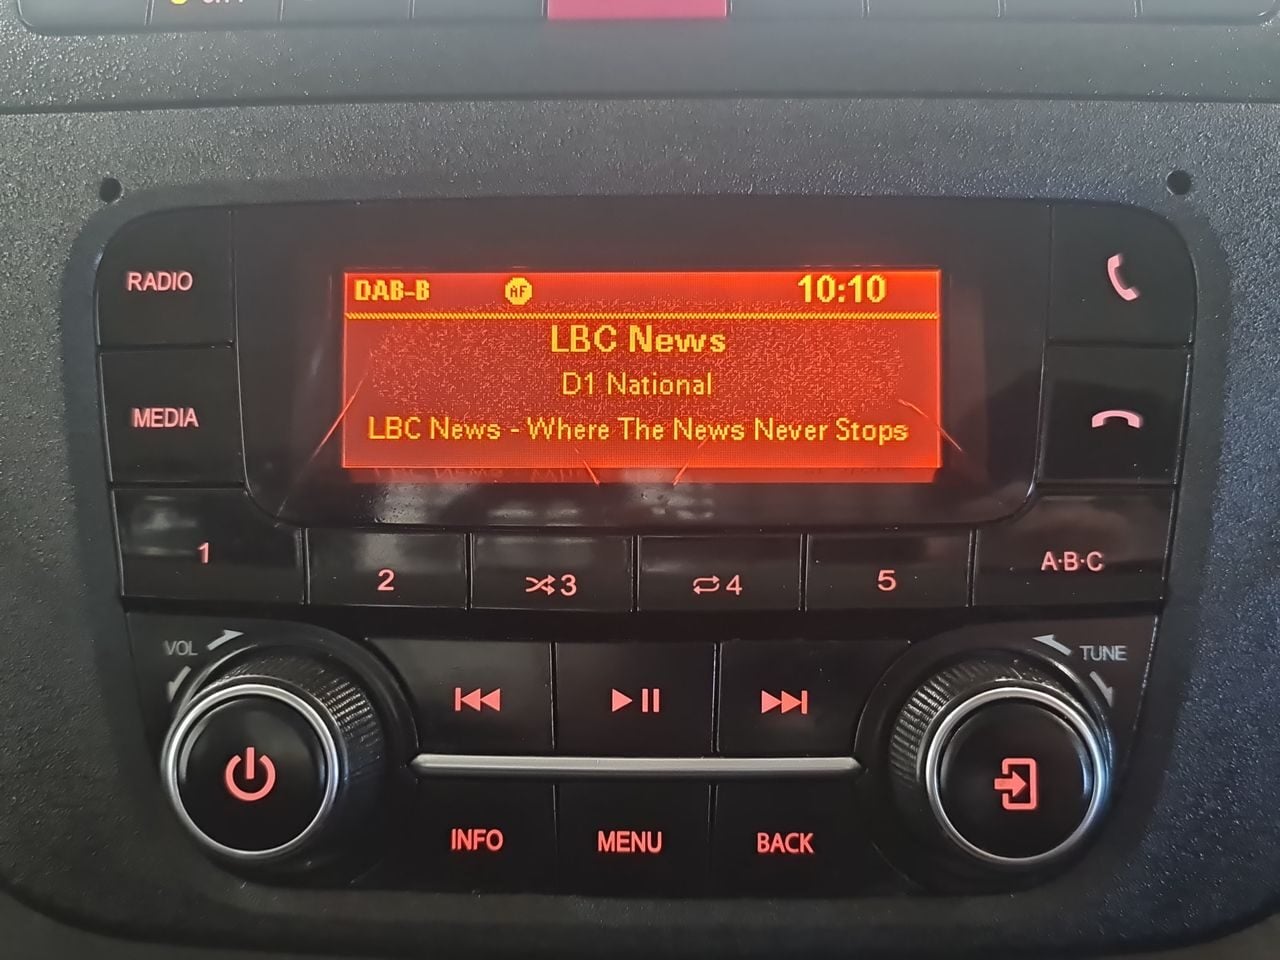 RADIO
MEDIA
DAB-B AF 10:10
LBC News
D1 National
LBC News - Where The News Never Stops
1
2
3
4
5
A·B·C
VOL
TUNE
INFO
MENU
BACK